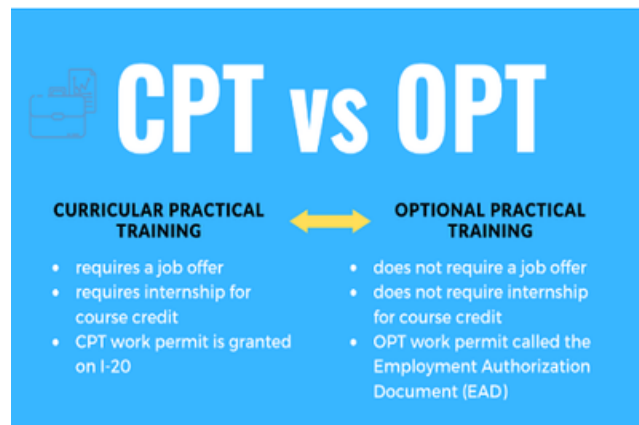 CPT vs OPT
CURRICULAR PRACTICAL
TRAINING
• requires a job offer
• requires internship for
course credit
• CPT work permit is granted
on I-20
OPTIONAL PRACTICAL
TRAINING
• does not require a job offer
• does not require internship
for course credit
• OPT work permit called the
Employment Authorization
Document (EAD)